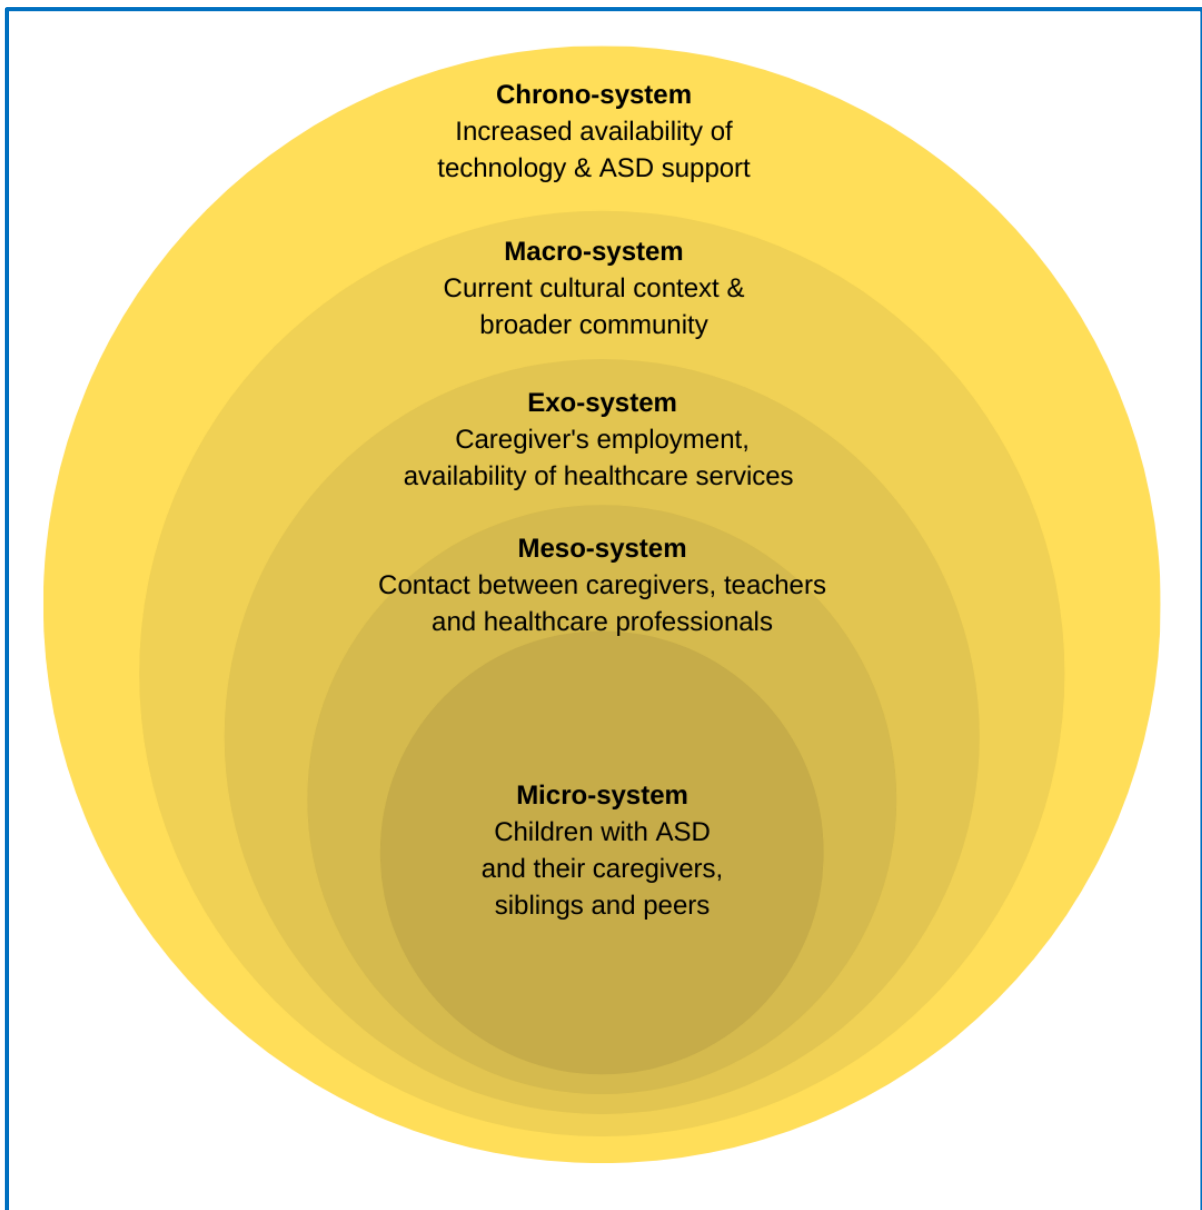 Chrono-system
Increased availability of
technology & ASD support
Macro-system
Current cultural context &
broader community
Exo-system
Caregiver's employment,
availability of healthcare services
Meso-system
Contact between caregivers, teachers
and healthcare professionals
Micro-system
Children with ASD
and their caregivers,
siblings and peers